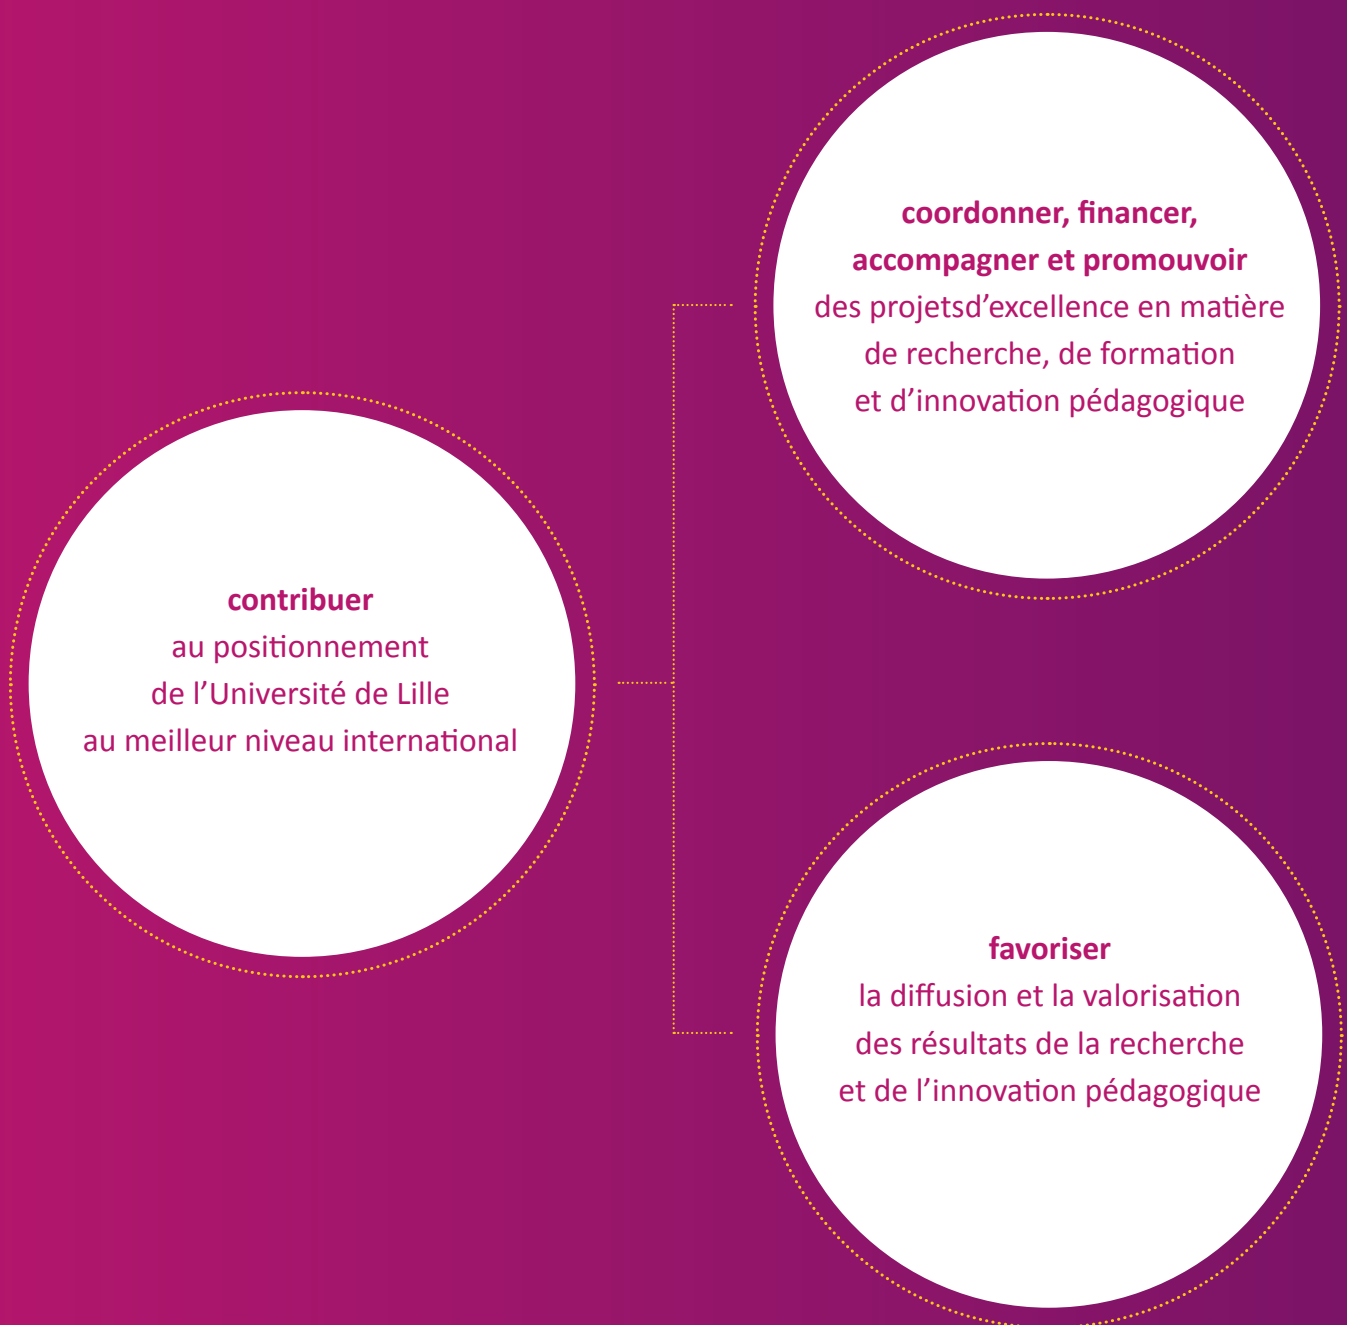 contribuer
au positionnement
de l’Université de Lille
au meilleur niveau international
coordonner, financer,
accompagner et promouvoir
des projetsd’excellence en matière
de recherche, de formation
et d’innovation pédagogique
favoriser
la diffusion et la valorisation
des résultats de la recherche
et de l’innovation pédagogique